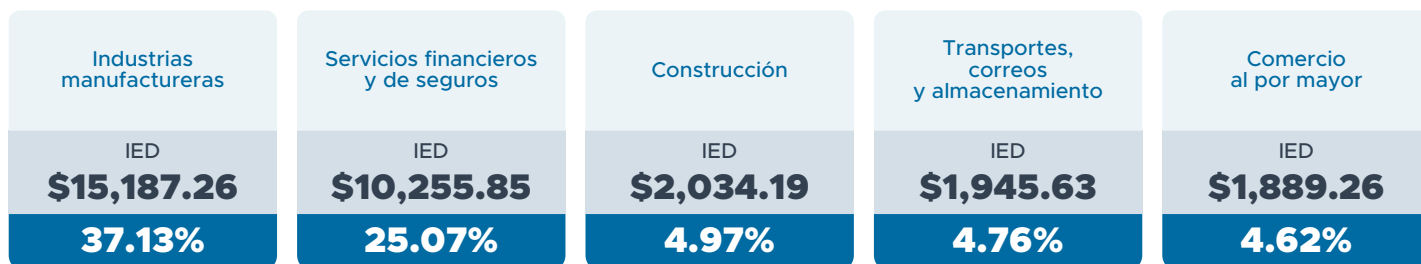 Industrias
manufactureras
IED
$15,187.26
37.13%
Servicios financieros
y de seguros
IED
$10,255.85
25.07%
Construcción
IED
$2,034.19
4.97%
Transportes,
correos
y almacenamiento
IED
$1,945.63
4.76%
Comercio
al por mayor
IED
$1,889.26
4.62%